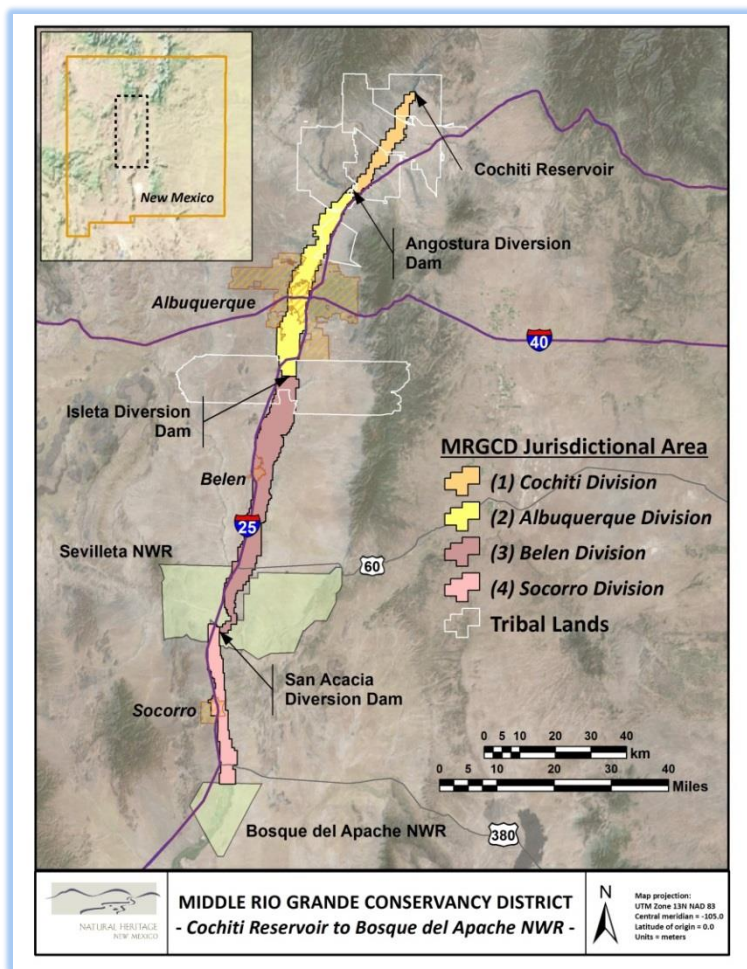 New Mexico
Cochiti Reservoir
Angostura Diversion
Dam
Albuquerque
40
Isleta Diversion
Dam
MRGCD Jurisdictional Area
(1) Cochiti Division
(2) Albuquerque Division
(3) Belen Division
(4) Socorro Division
Tribal Lands
Belen
25
Sevilleta NWR
60
San Acacia
Diversion Dam
Socorro
0 5 10 20 30 40
km
0 5 10 20 30 40
Miles
Bosque del Apache NWR
380
NATURAL HERITAGE
NEW MEXICO
MIDDLE RIO GRANDE CONSERVANCY DISTRICT
- Cochiti Reservoir to Bosque del Apache NWR -
N
Map projection:
UTM Zone 13N NAD 83
Central meridian = -105.0
Latitude of origin = 0.0
Units = meters